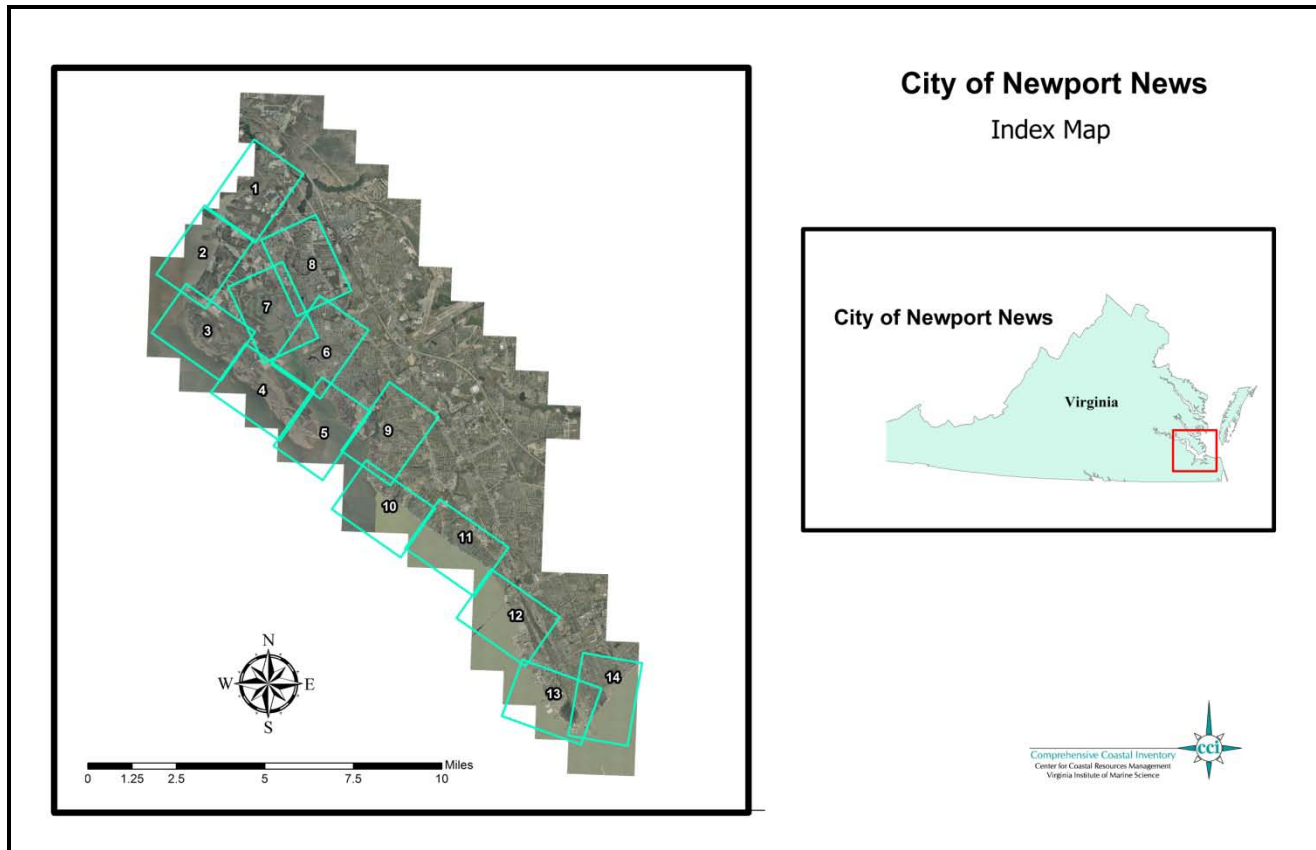 City of Newport News
Index Map
1
2
8
7
3
6
4
5
9
10
11
12
13
14
N
W E
S
0 1.25 2.5 5 7.5 10
Miles
City of Newport News
Virginia
Comprehensive Coastal Inventory
Center for Coastal Resources Management
Virginia Institute of Marine Science
cci